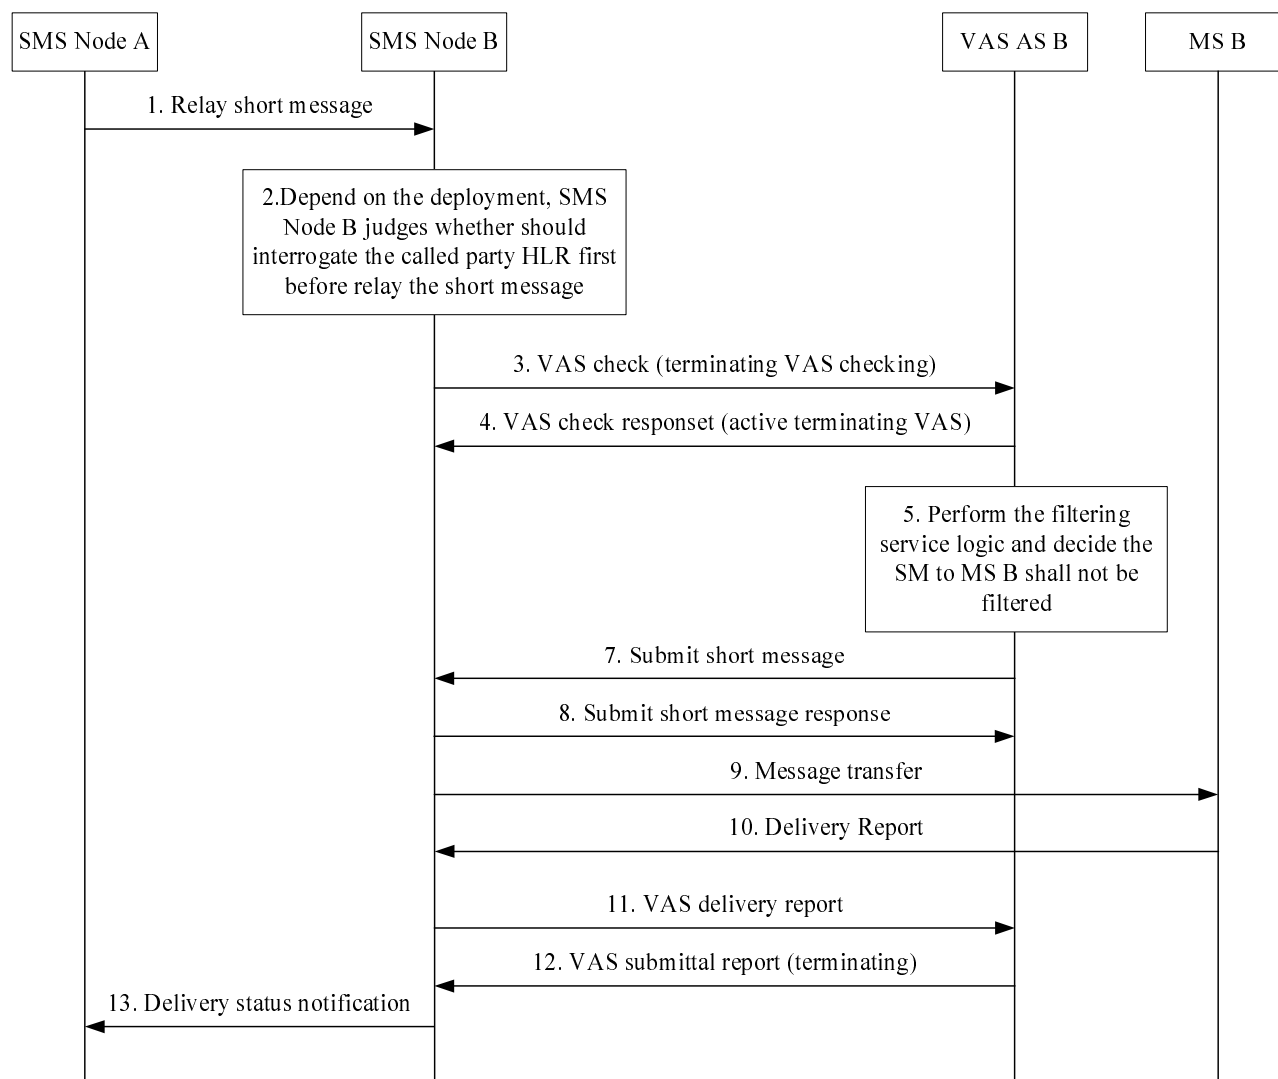 SMS Node A
SMS Node B
VAS AS B
MS B
1. Relay short message
2.Depend on the deployment, SMS
Node B judges whether should
interrogate the called party HLR first
before relay the short message
3. VAS check (terminating VAS checking)
4. VAS check responset (active terminating VAS)
5. Perform the filtering
service logic and decide the
SM to MS B shall not be
filtered
7. Submit short message
8. Submit short message response
9. Message transfer
10. Delivery Report
11. VAS delivery report
12. VAS submittal report (terminating)
13. Delivery status notification